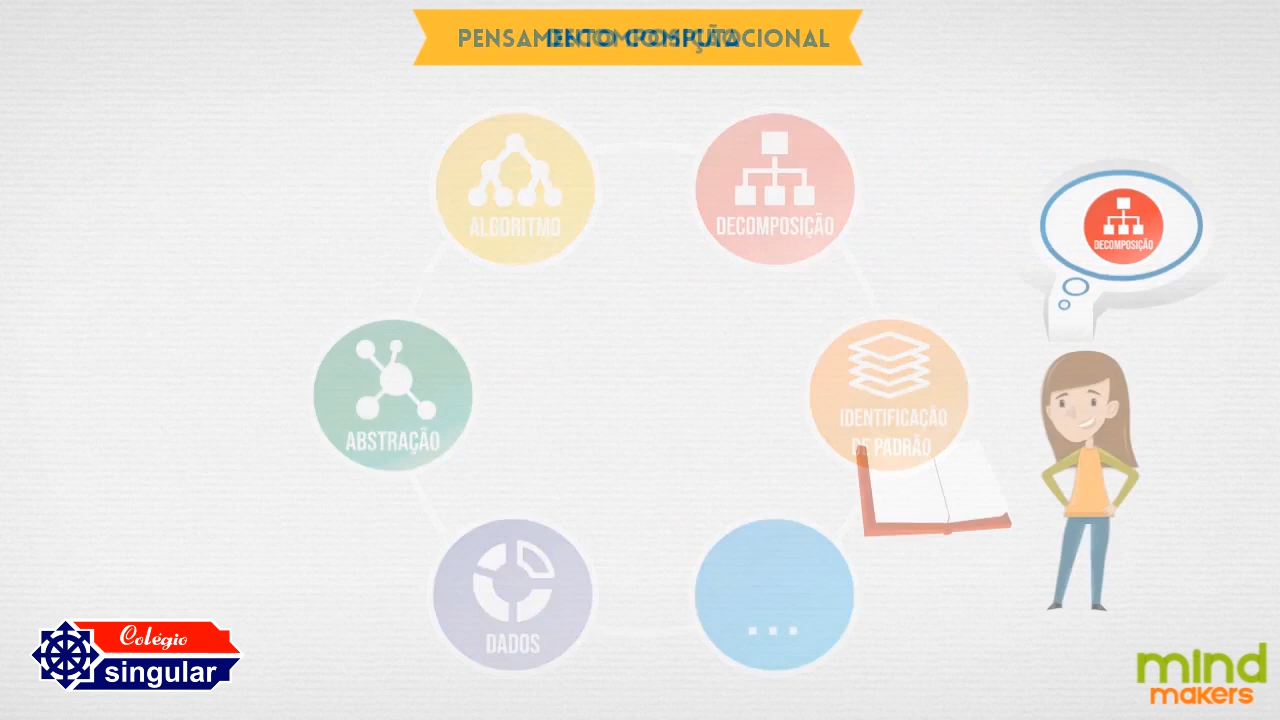 PENSAMENTO COMPUTACIONAL
ALGORITMO
DECOMPOSIÇÃO
DECOMPOSIÇÃO
ABSTRAÇÃO
IDENTIFICAÇÃO
DE PADRÃO
DADOS
...
Colégio
singular
mind
makers